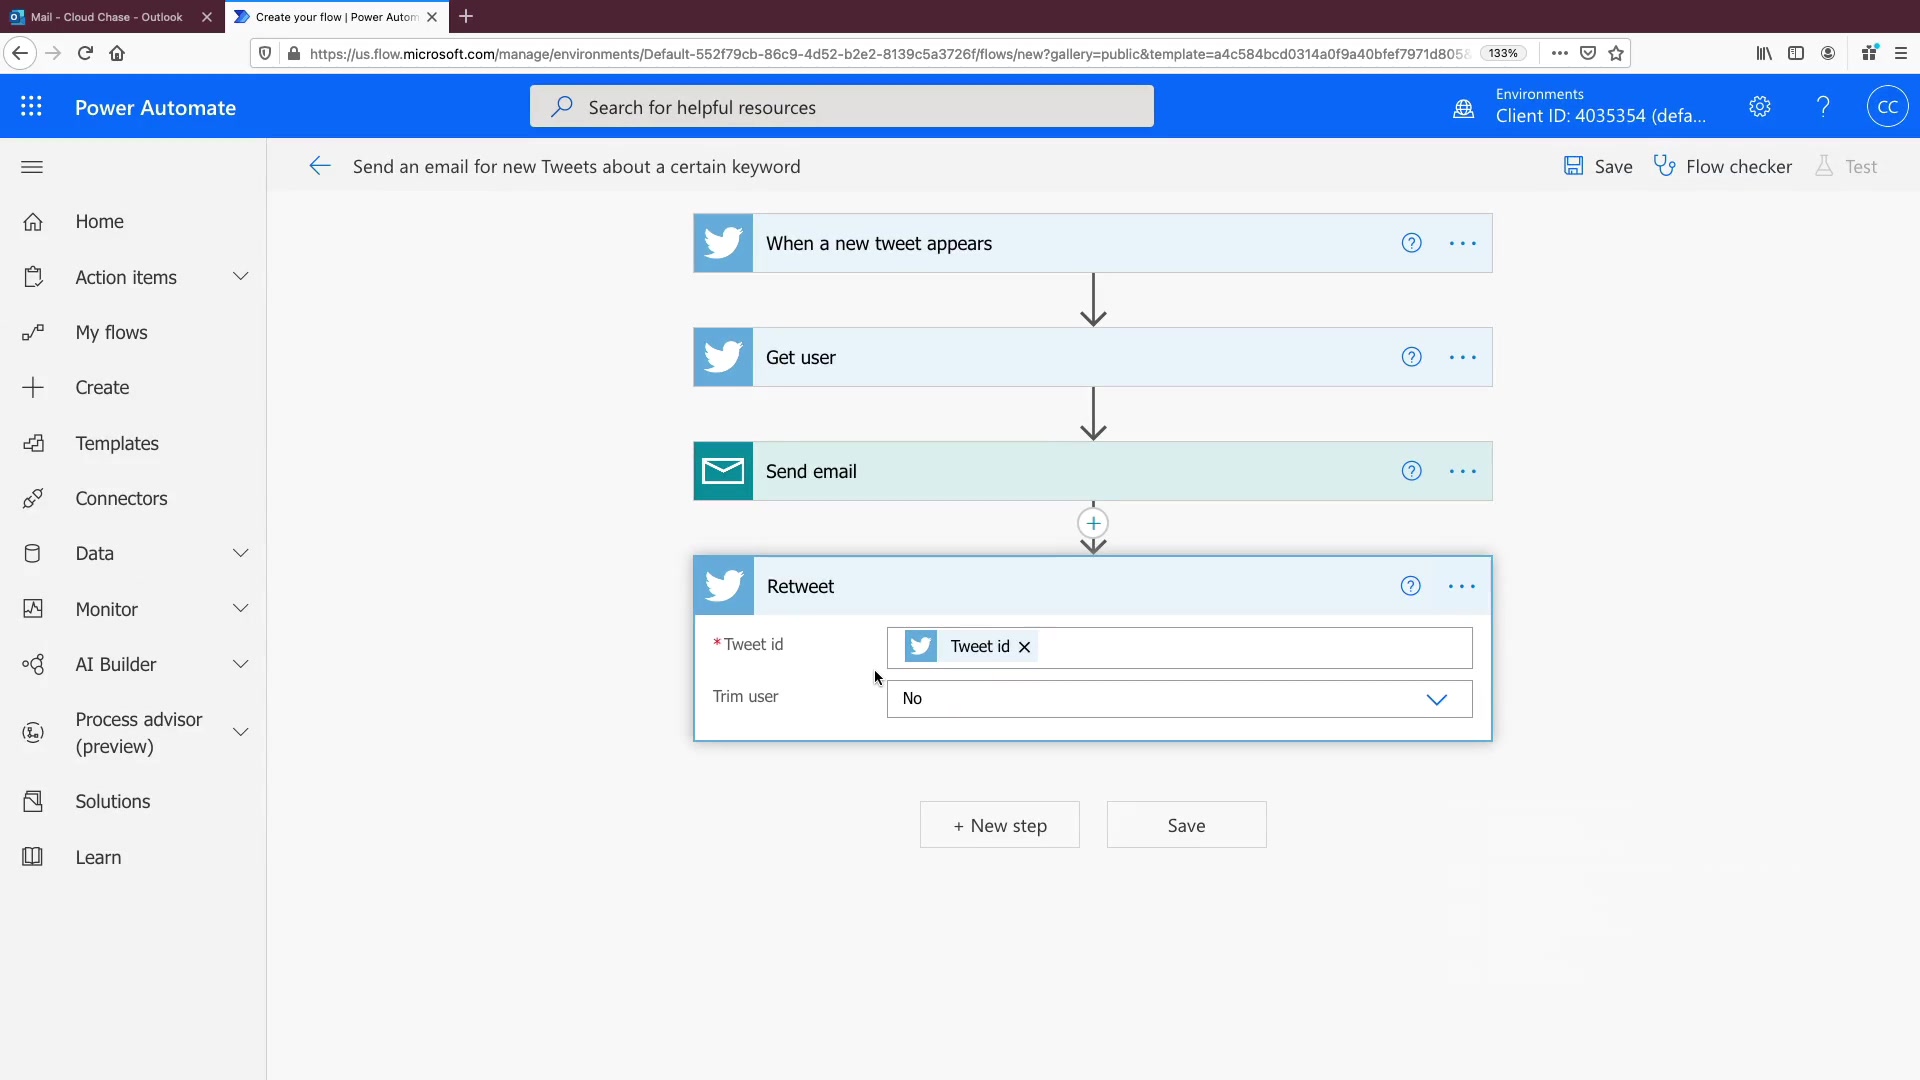 Mail - Cloud Chase - Outlook
Create your flow | Power Autom
https://us.flow.microsoft.com/manage/environments/Default-552f79cb-86c9-4d52-b2e2-8139c5a3726f/flows/new?gallery=public&template=a4c584bcd0314a0f9a40bfef7971d805&
133%
Power Automate
Search for helpful resources
Environments
Client ID: 4035354 (defa...
CC
Send an email for new Tweets about a certain keyword
Save
Flow checker
Test
Home
Action items
My flows
Create
Templates
Connectors
Data
Monitor
AI Builder
Process advisor
(preview)
Solutions
Learn
When a new tweet appears
Get user
Send email
Retweet
* Tweet id
Tweet id
Trim user
No
+ New step
Save